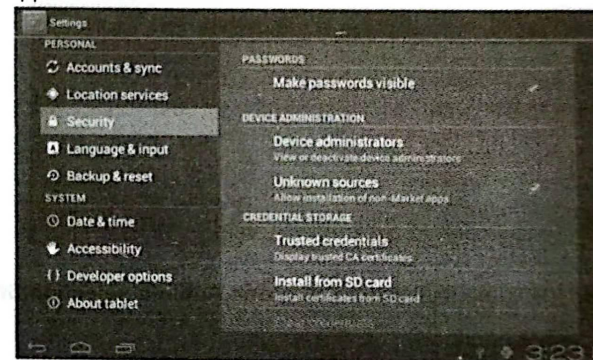 Settings
PERSONAL
Accounts & sync
Location services
Security
Language & input
Backup & reset
SYSTEM
Date & time
Accessibility
{ } Developer options
About tablet
PASSWORDS
Make passwords visible
DEVICE ADMINISTRATION
Device administrators
View or deactivate device administrators
Unknown sources
Allow installation of non-Market apps
CREDENTIAL STORAGE
Trusted credentials
Display trusted CA certificates
Install from SD card
Install certificates from SD card
3:23